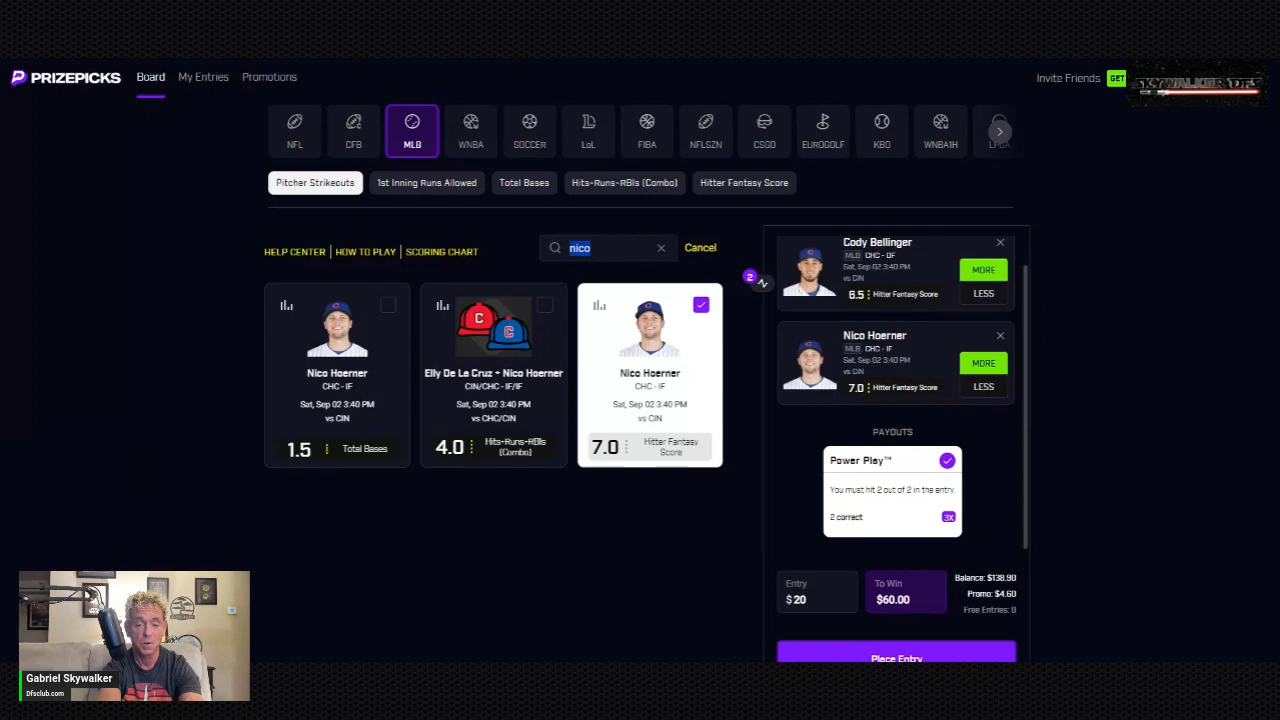 PRIZEPICKS
Board
My Entries
Promotions
Invite Friends
GET
SKYWALKER DFS
NFL
CFB
MLB
WNBA
SOCCER
LoL
FIBA
NFLSZN
CSGO
EUROGOLF
KBO
WNBA1H
Pitcher Strikeouts
1st Inning Runs Allowed
Total Bases
Hits-Runs-RBIs (Combo)
Hitter Fantasy Score
HELP CENTER
HOW TO PLAY
SCORING CHART
nico
Cancel
Nico Hoerner
CHC - IF
Sat, Sep 02 3:40 PM
vs CIN
1.5
Total Bases
C
C
Elly De La Cruz + Nico Hoerner
CIN/CHC - IF/IF
Sat, Sep 02 3:40 PM
vs CHC/CIN
4.0
Hits-Runs-RBIs
(Combo)
Nico Hoerner
CHC - IF
Sat, Sep 02 3:40 PM
vs CIN
7.0
Hitter Fantasy
Score
2
Cody Bellinger
MLB CHC - OF
Sat, Sep 02 3:40 PM
vs CIN
6.5 Hitter Fantasy Score
MORE
LESS
Nico Hoerner
MLB CHC - IF
Sat, Sep 02 3:40 PM
vs CIN
7.0 Hitter Fantasy Score
MORE
LESS
PAYOUTS
Power Play™
You must hit 2 out of 2 in the entry.
2 correct
3X
Entry
$ 20
To Win
$60.00
Balance: $138.90
Promo: $4.60
Free Entries: 0
Place Entry
Gabriel Skywalker
Dfsclub.com